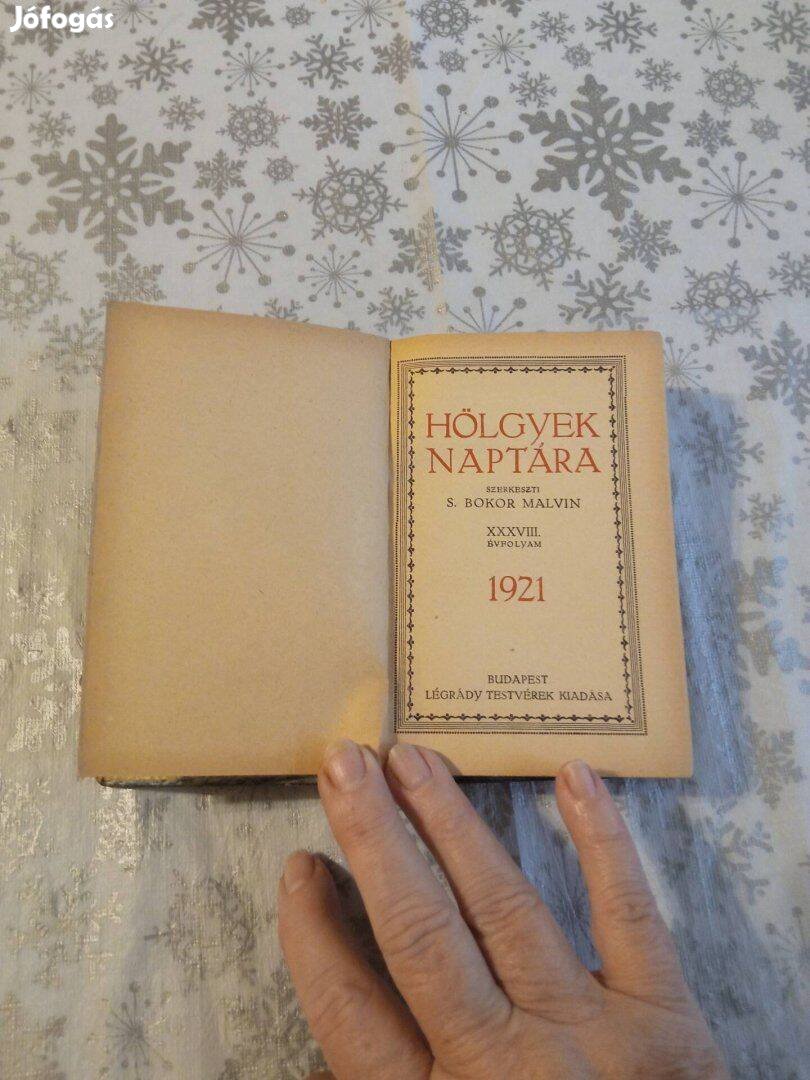 Jófogás
HÖLGYEK
NAPTÁRA
SZERKESZTI
S. BOKOR MALVIN
XXXVIII.
ÉVFOLYAM
1921
BUDAPEST
LÉGRÁDY TESTVÉREK KIADÁSA